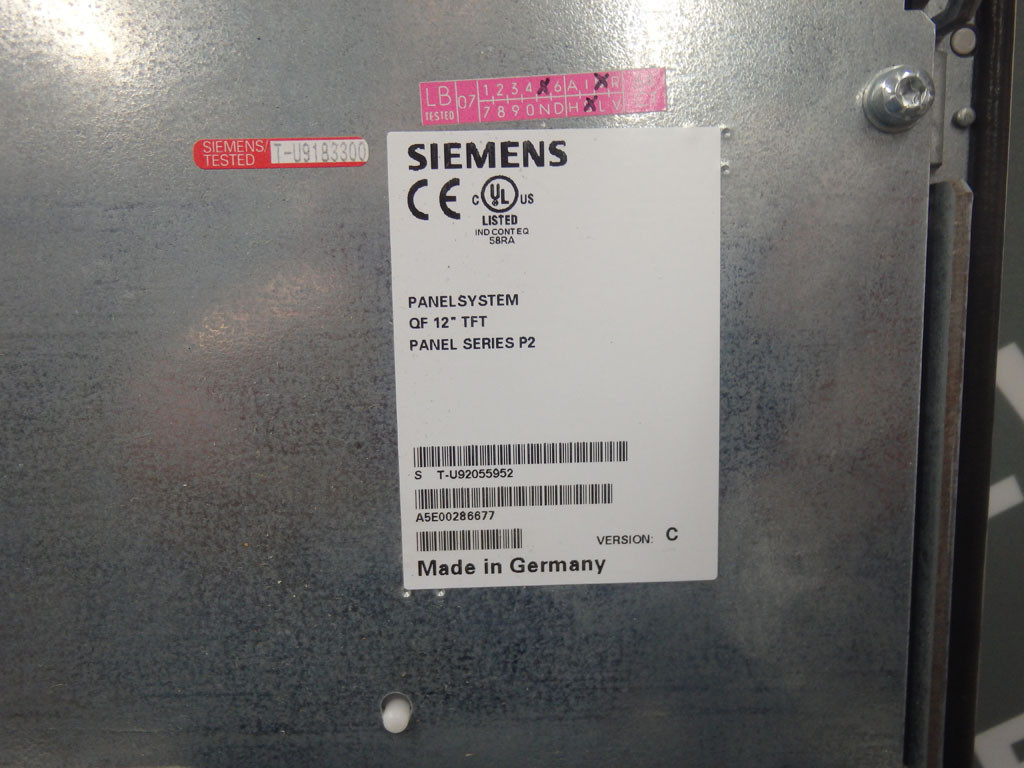 LB 07 1,2,3,4 6 A,
TESTED 7 8 9 0 N D H L V
SIEMENS/ T-U9183300
TESTED
SIEMENS
CE C UL US
LISTED
IND CONT EQ
58RA
PANELSYSTEM
QF 12" TFT
PANEL SERIES P2
S T-U92055952
A5E00286677
VERSION: C
Made in Germany